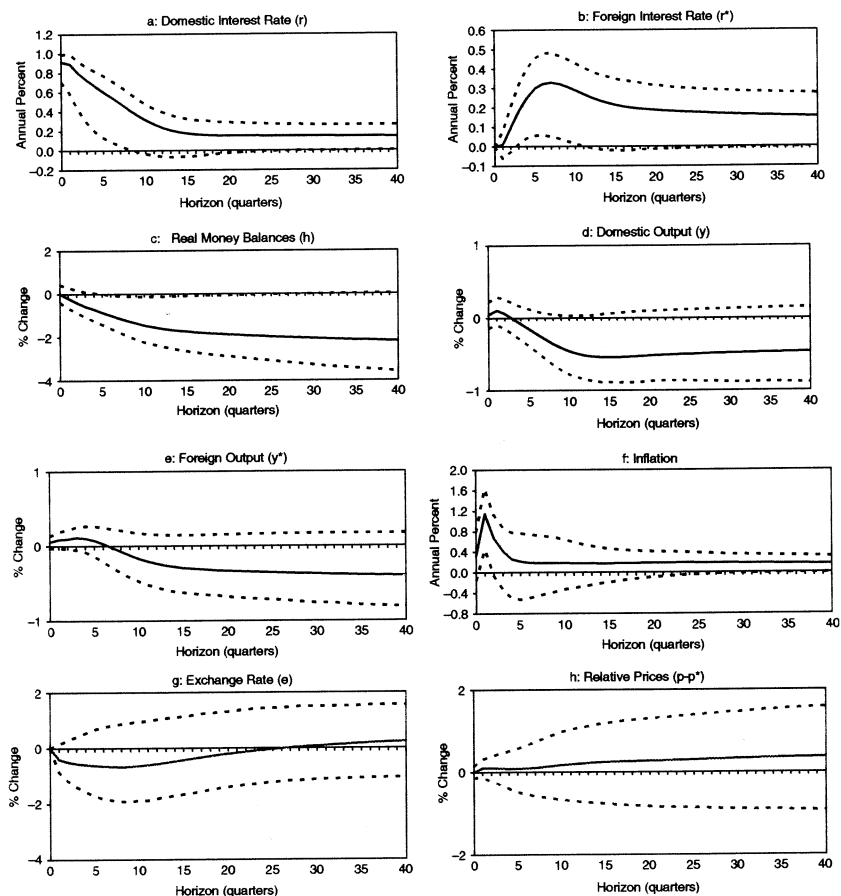 a: Domestic Interest Rate (r)
Annual Percent
1.2
1.0
0.8
0.6
0.4
0.2
0.0
–0.2
0 5 10 15 20 25 30 35 40
Horizon (quarters)
b: Foreign Interest Rate (r*)
Annual Percent
0.6
0.5
0.4
0.3
0.2
0.1
0.0
–0.1
0 5 10 15 20 25 30 35 40
Horizon (quarters)
c: Real Money Balances (h)
% Change
2
0
–2
–4
0 5 10 15 20 25 30 35 40
Horizon (quarters)
d: Domestic Output (y)
% Change
1
0
–1
0 5 10 15 20 25 30 35 40
Horizon (quarters)
e: Foreign Output (y*)
% Change
1
0
–1
0 5 10 15 20 25 30 35 40
Horizon (quarters)
f: Inflation
Annual Percent
2.0
1.6
1.2
0.8
0.4
0.0
–0.4
–0.8
0 5 10 15 20 25 30 35 40
Horizon (quarters)
g: Exchange Rate (e)
% Change
2
0
–2
–4
0 5 10 15 20 25 30 35 40
Horizon (quarters)
h: Relative Prices (p-p*)
% Change
2
0
–2
0 5 10 15 20 25 30 35 40
Horizon (quarters)